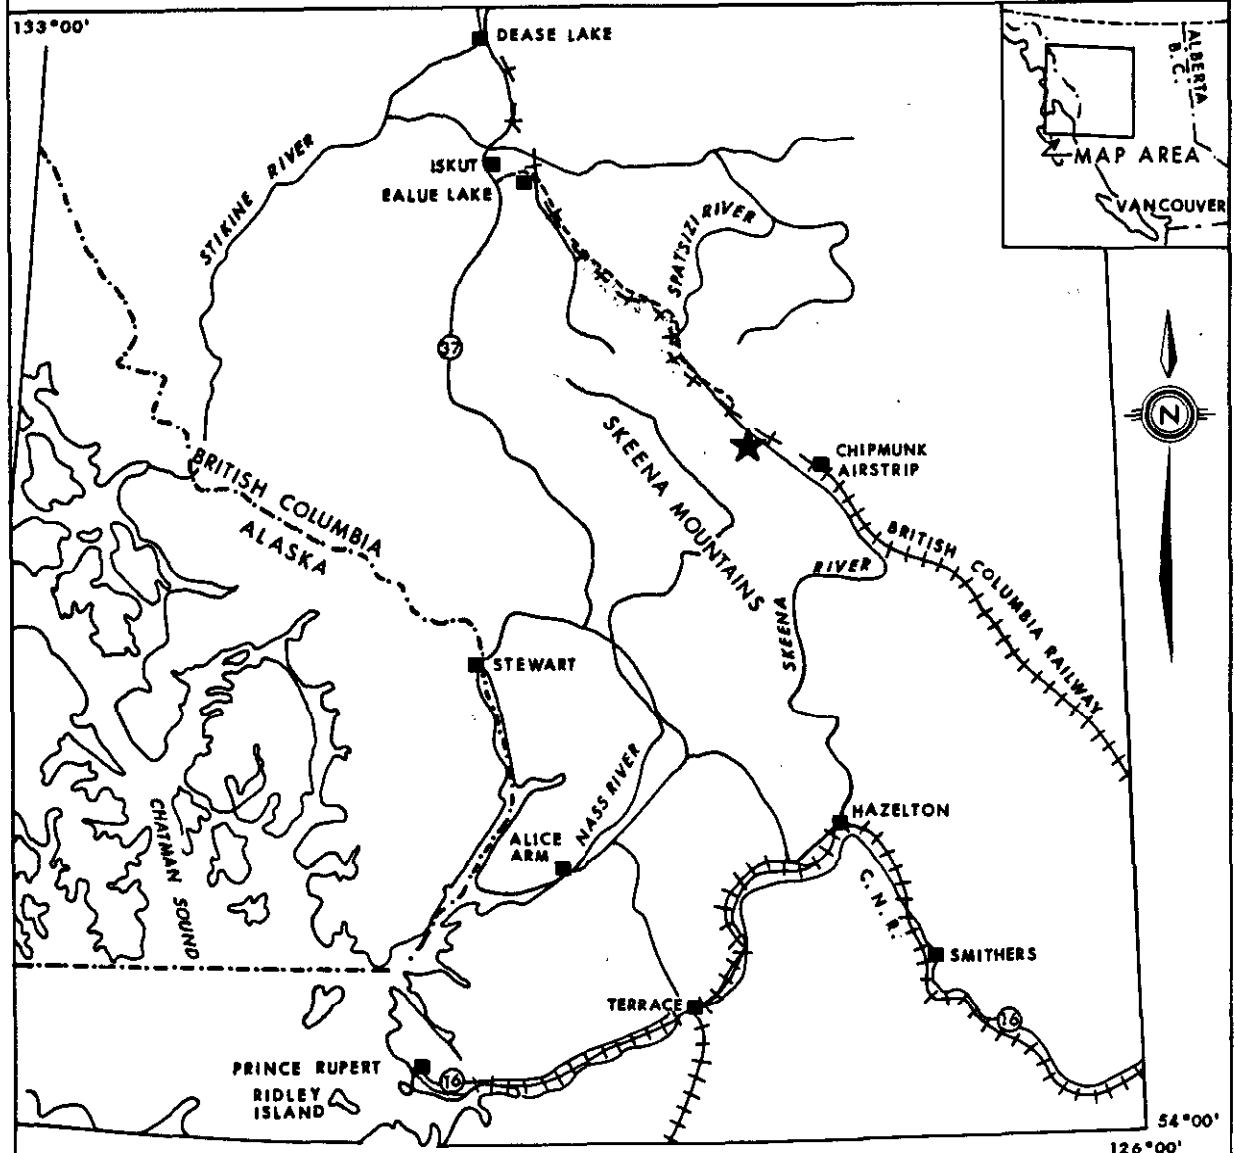 133°00'
DEASE LAKE
ALBERTA
B.C.
MAP AREA
VANCOUVER
STIKINE RIVER
ISKUT
EALUE LAKE
SPATSIZI RIVER
37
N
SKEENA MOUNTAINS
CHIPMUNK
AIRSTRIP
BRITISH COLUMBIA
ALASKA
BRITISH COLUMBIA RAILWAY
SKEENA RIVER
STEWART
CHATMAN SOUND
NASS RIVER
ALICE
ARM
HAZELTON
C. N. R.
SMITHERS
TERRACE
16
PRINCE RUPERT
16
RIDLEY
ISLAND
54°00'
126°00'